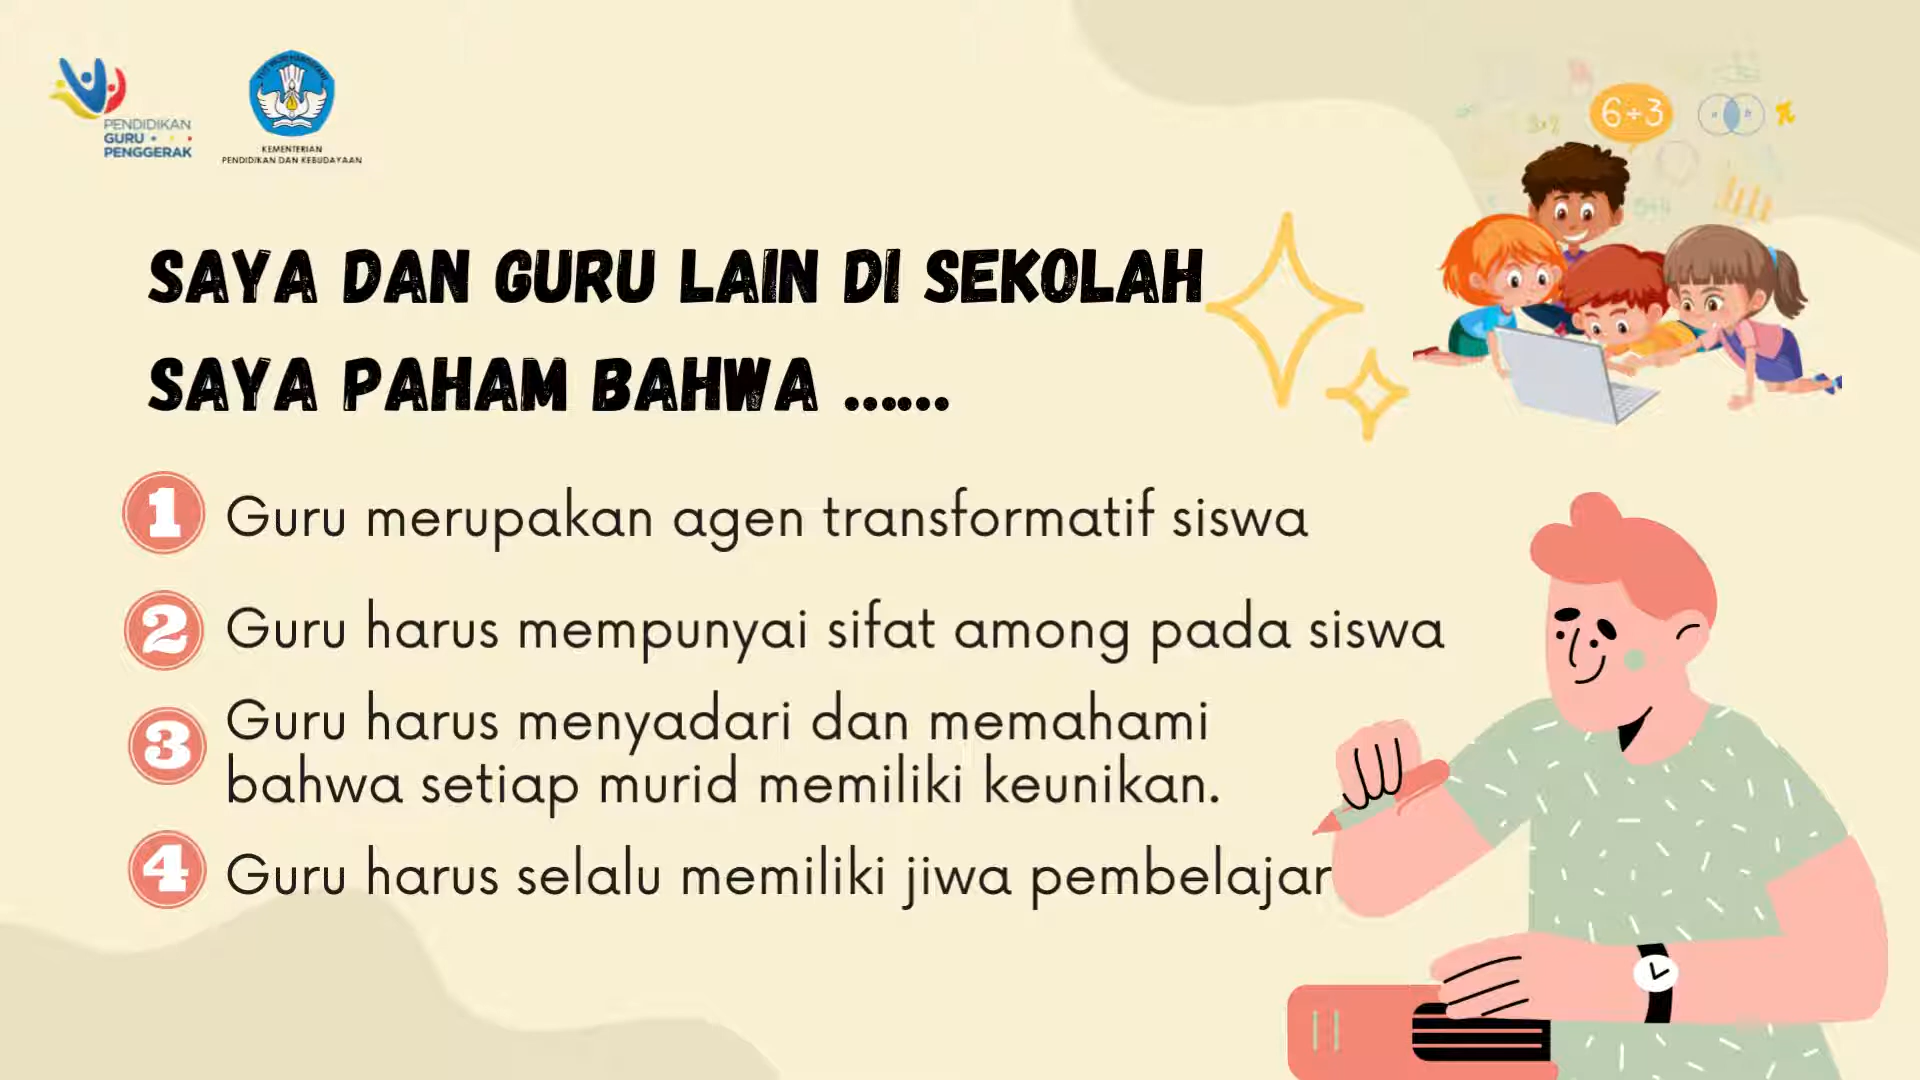 PENDIDIKAN
GURU
PENGGERAK
KEMENTERIAN
PENDIDIKAN DAN KEBUDAYAAN
6÷3
SAYA DAN GURU LAIN DI SEKOLAH
SAYA PAHAM BAHWA ......
1 Guru merupakan agen transformatif siswa
2 Guru harus mempunyai sifat among pada siswa
3 Guru harus menyadari dan memahami
bahwa setiap murid memiliki keunikan.
4 Guru harus selalu memiliki jiwa pembelajar